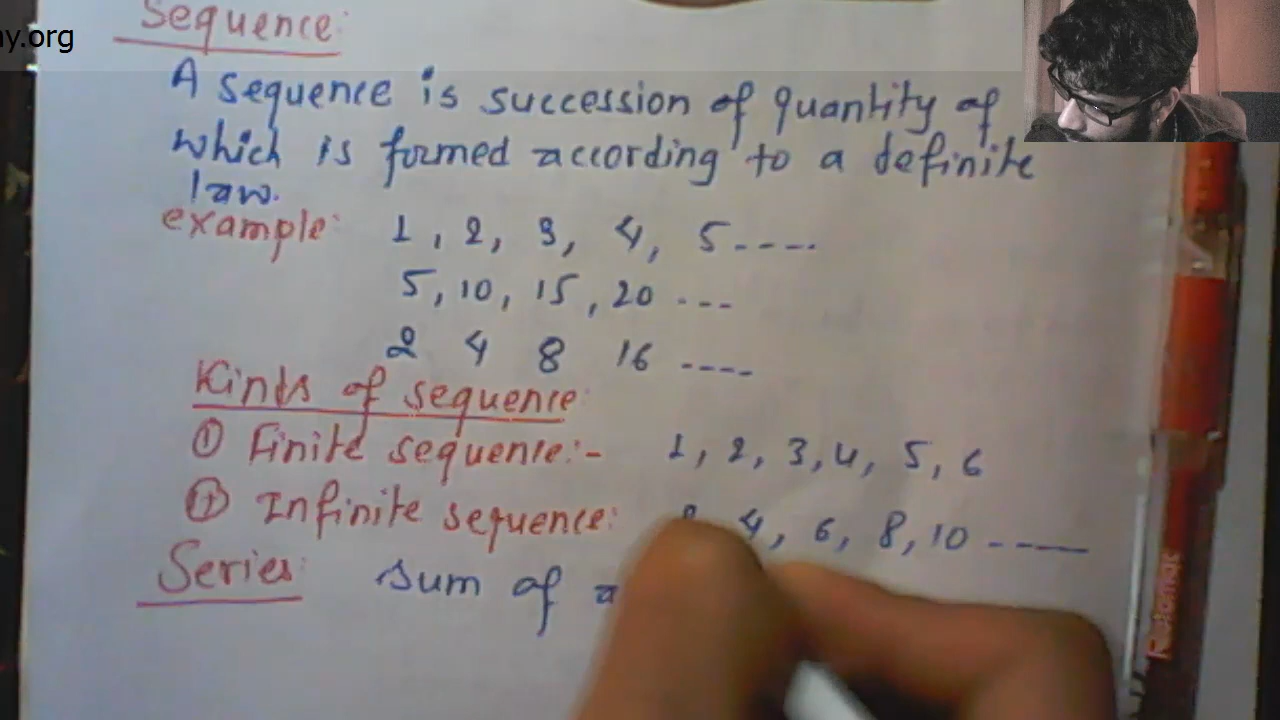 Sequence:
ny.org
A sequence is succession of quantity of
which is formed according to a definite
law.
example: 1, 2, 3, 4, 5-----
5, 10, 15, 20 ---
2 4 8 16 ----
Kinds of sequence:
① Finite sequence:- 1, 2, 3, 4, 5, 6
Infinite sequence: 4, 6, 8, 10 -----
Series: Sum of a
Reformac